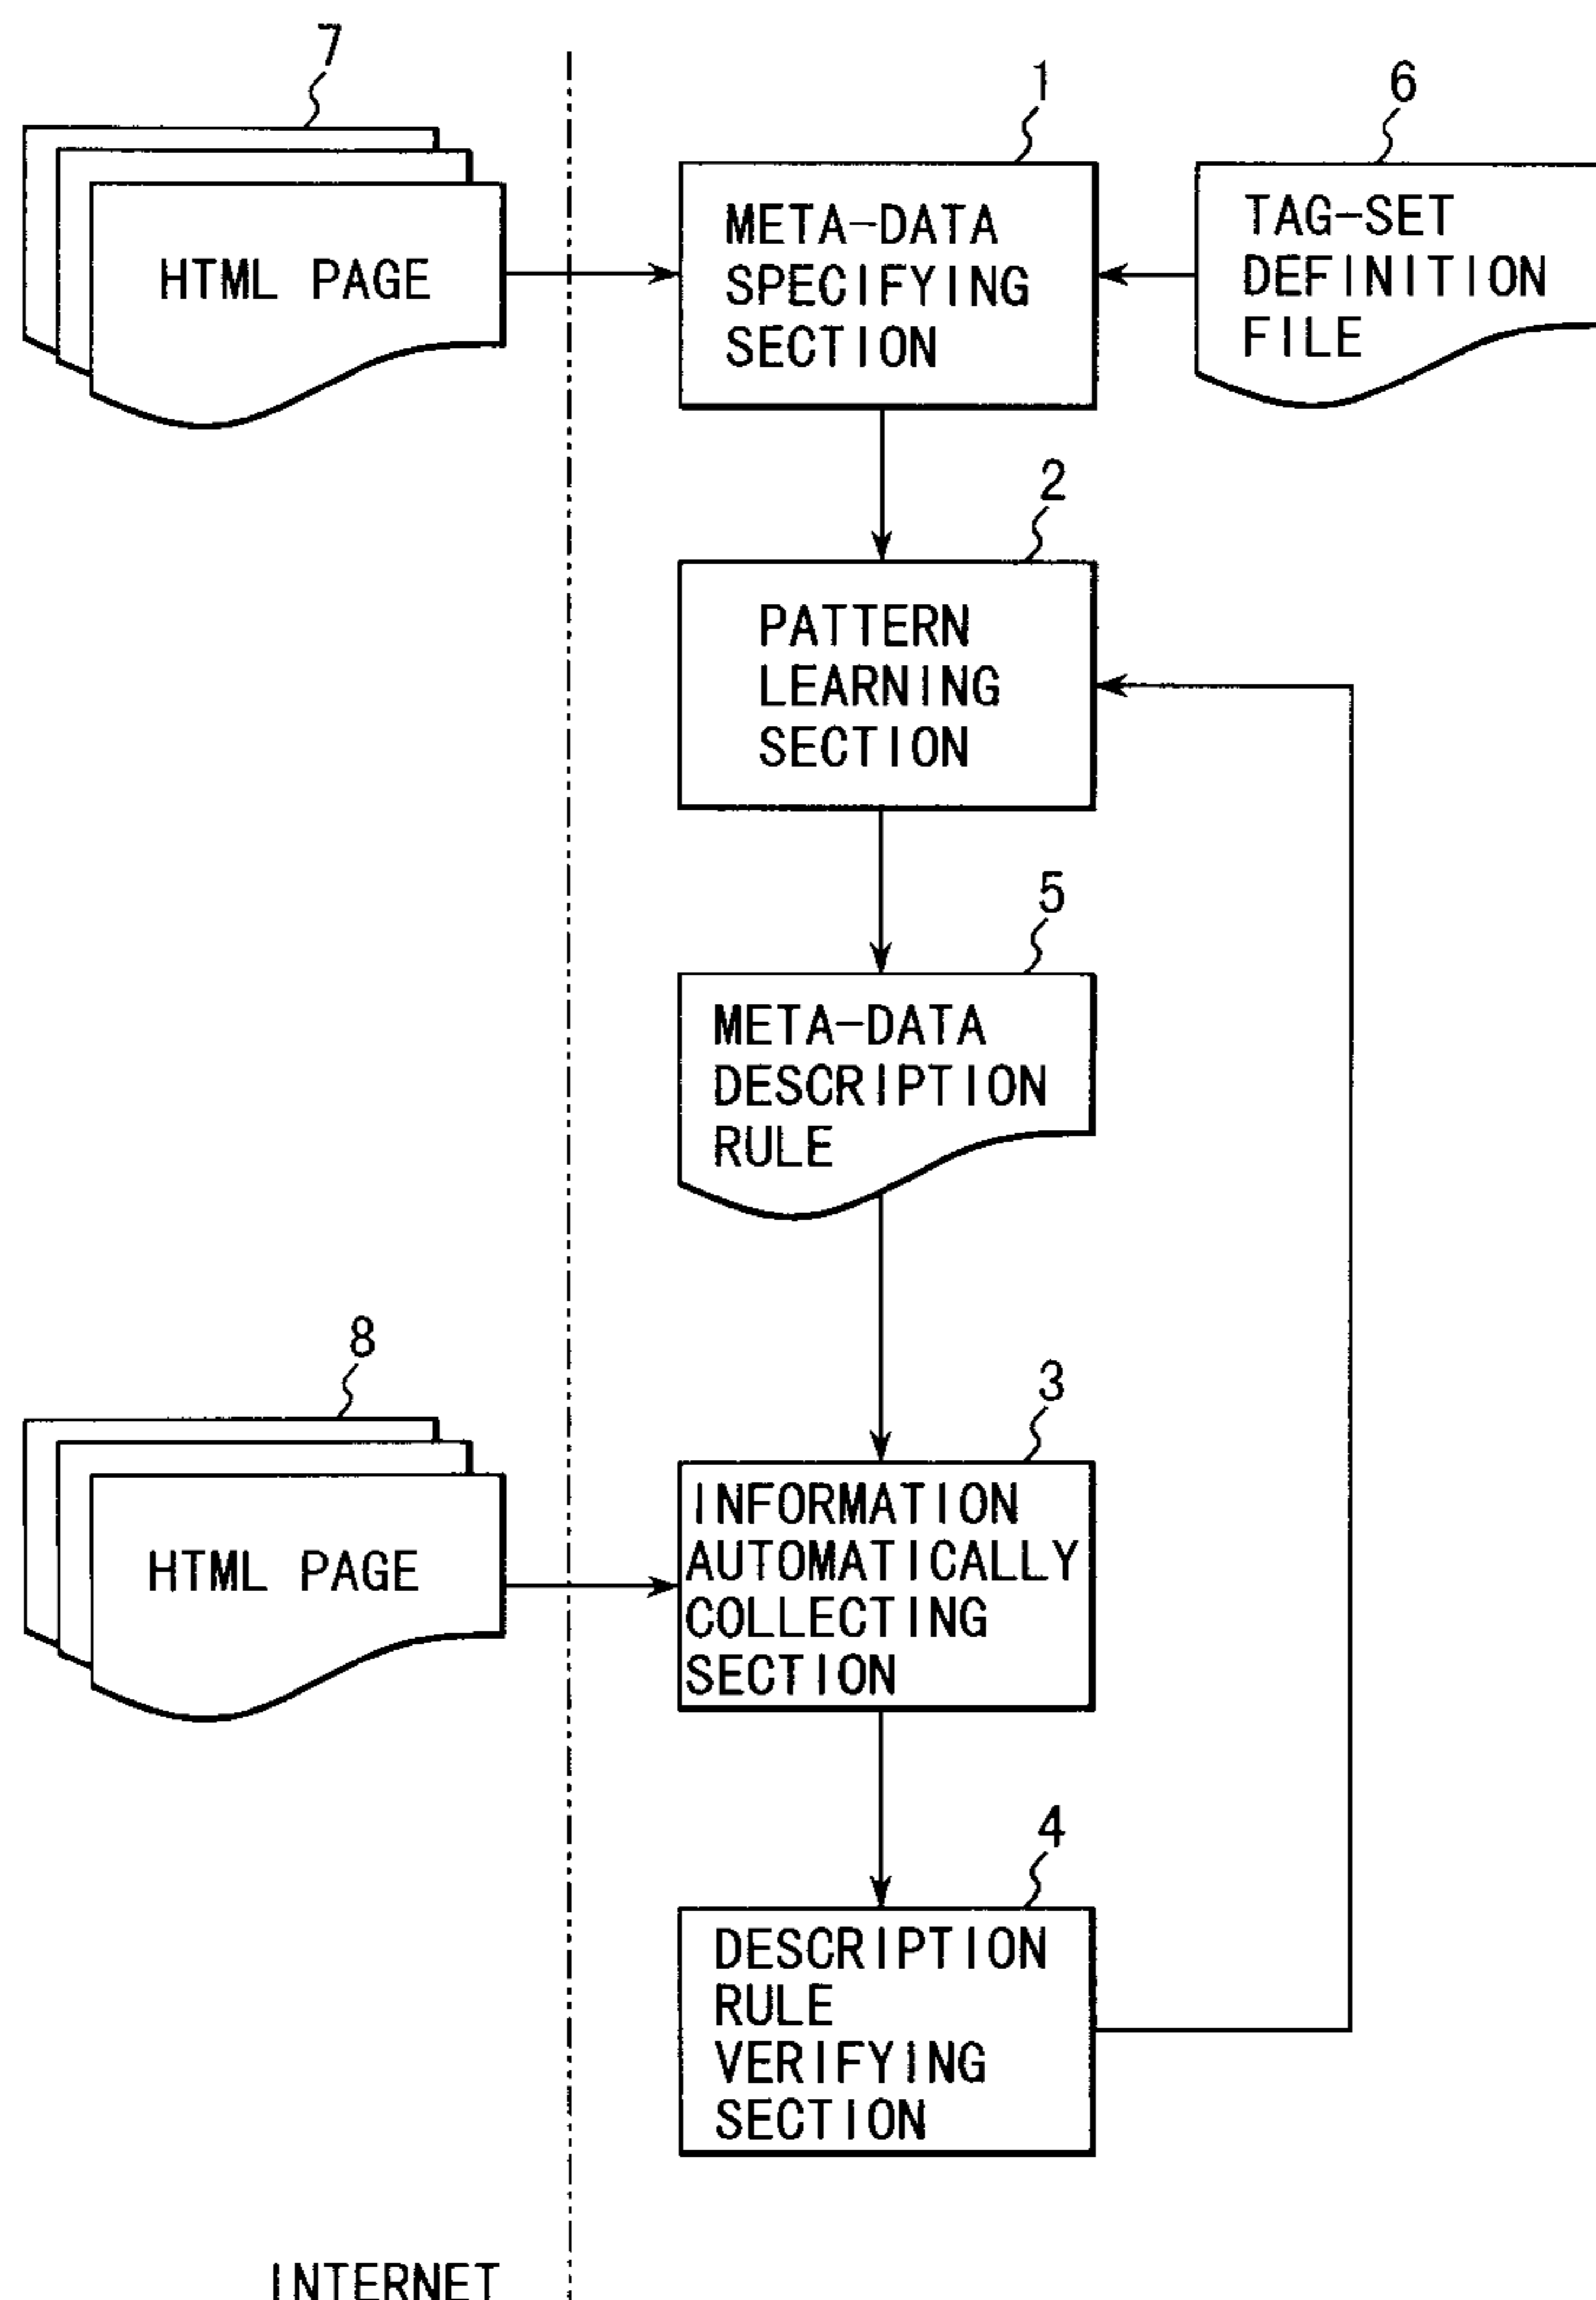 7
1
6
HTML PAGE
META-DATA
SPECIFYING
SECTION
TAG-SET
DEFINITION
FILE
2
PATTERN
LEARNING
SECTION
5
META-DATA
DESCRIPTION
RULE
8
3
HTML PAGE
INFORMATION
AUTOMATICALLY
COLLECTING
SECTION
4
DESCRIPTION
RULE
VERIFYING
SECTION
INTERNET